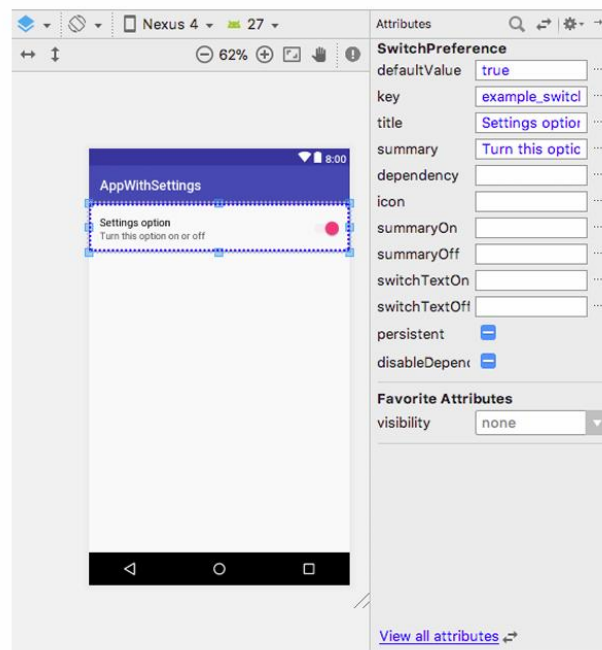 Nexus 4
27
62%
8:00
AppWithSettings
Settings option
Turn this option on or off
Attributes
SwitchPreference
defaultValue true
key example_switcl
title Settings optior
summary Turn this optic
dependency
icon
summaryOn
summaryOff
switchTextOn
switchTextOff
persistent
disableDepend
Favorite Attributes
visibility none
View all attributes